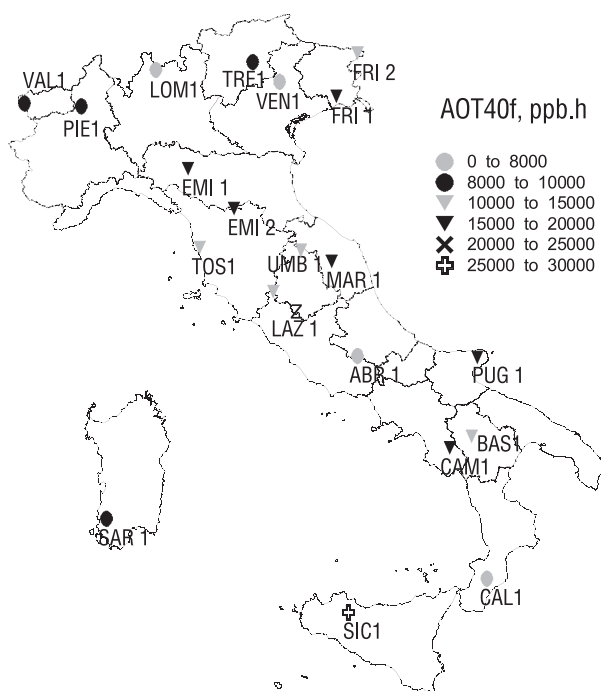 FRI 2
VAL1
TRE1
LOM1
VEN1
PIE1
FRI 1
AOT40f, ppb.h
0 to 8000
8000 to 10000
10000 to 15000
15000 to 20000
20000 to 25000
25000 to 30000
EMI 1
EMI 2
TOS1
UMB 1
MAR 1
LAZ 1
ABR 1
PUG 1
BAS1
CAM1
SAR 1
CAL1
SIC1